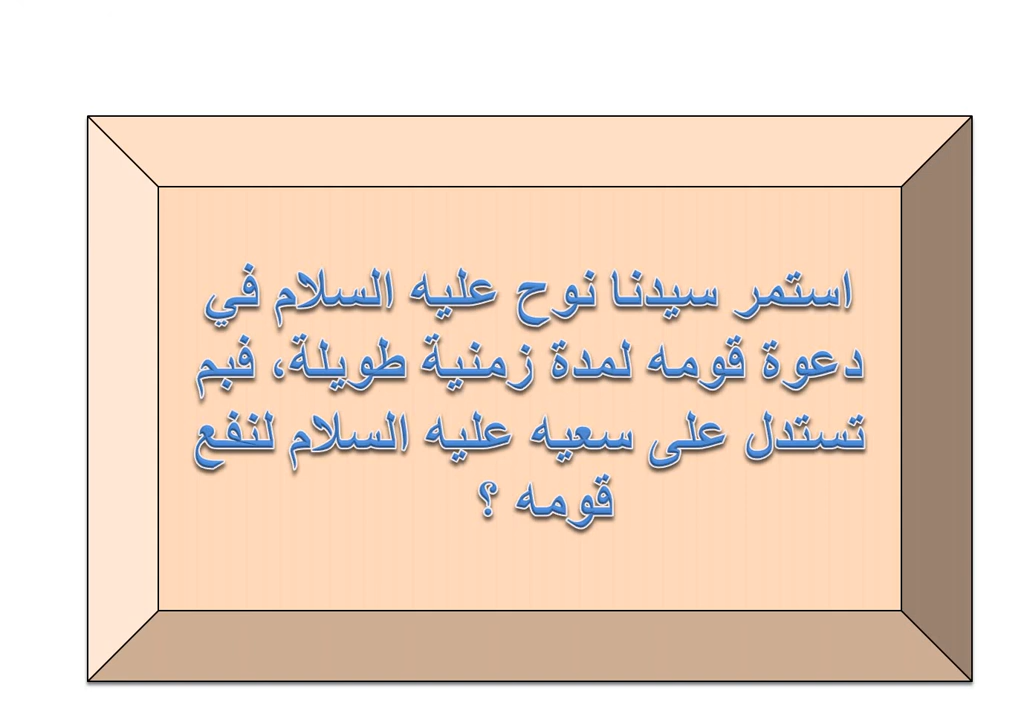 استمر سيدنا نوح عليه السلام في
دعوة قومه لمدة زمنية طويلة، فبم
تستدل على سعيه عليه السلام لنفع
قومه ؟